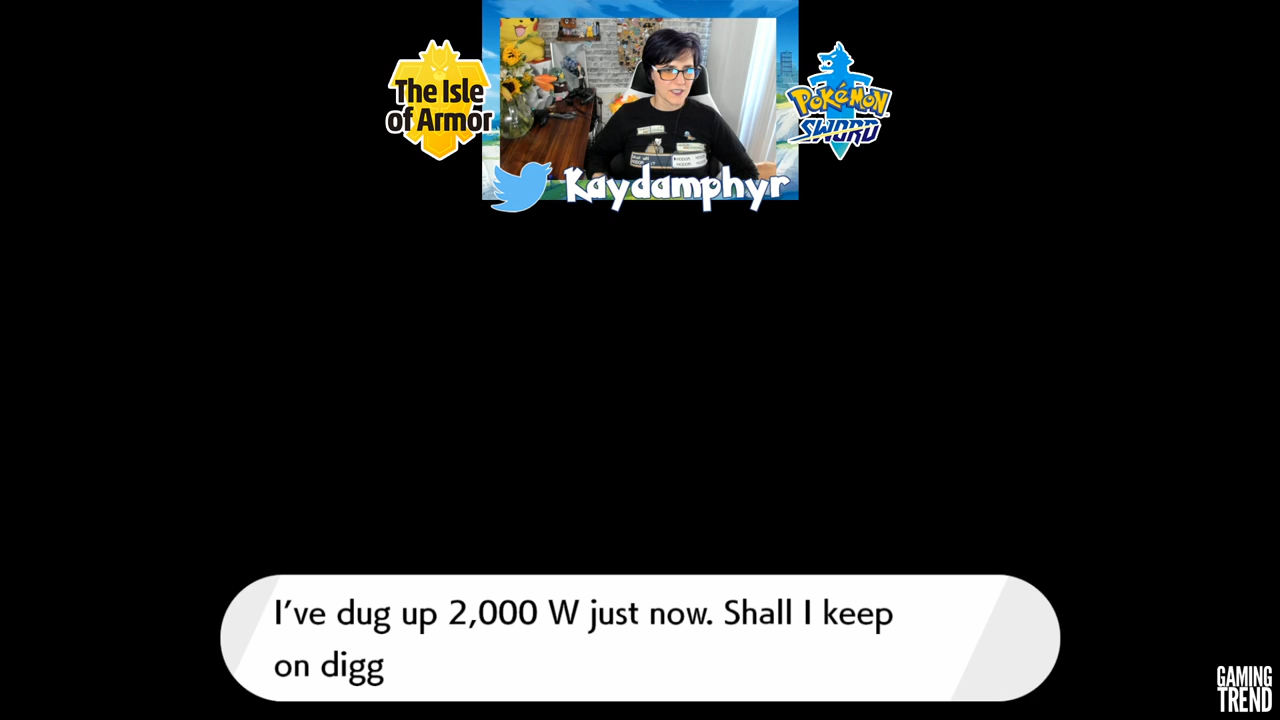 The Isle
of Armor
POKéMON
SWORD
Kaydamphyr
I've dug up 2,000 W just now. Shall I keep
on digg
GAMING
TREND